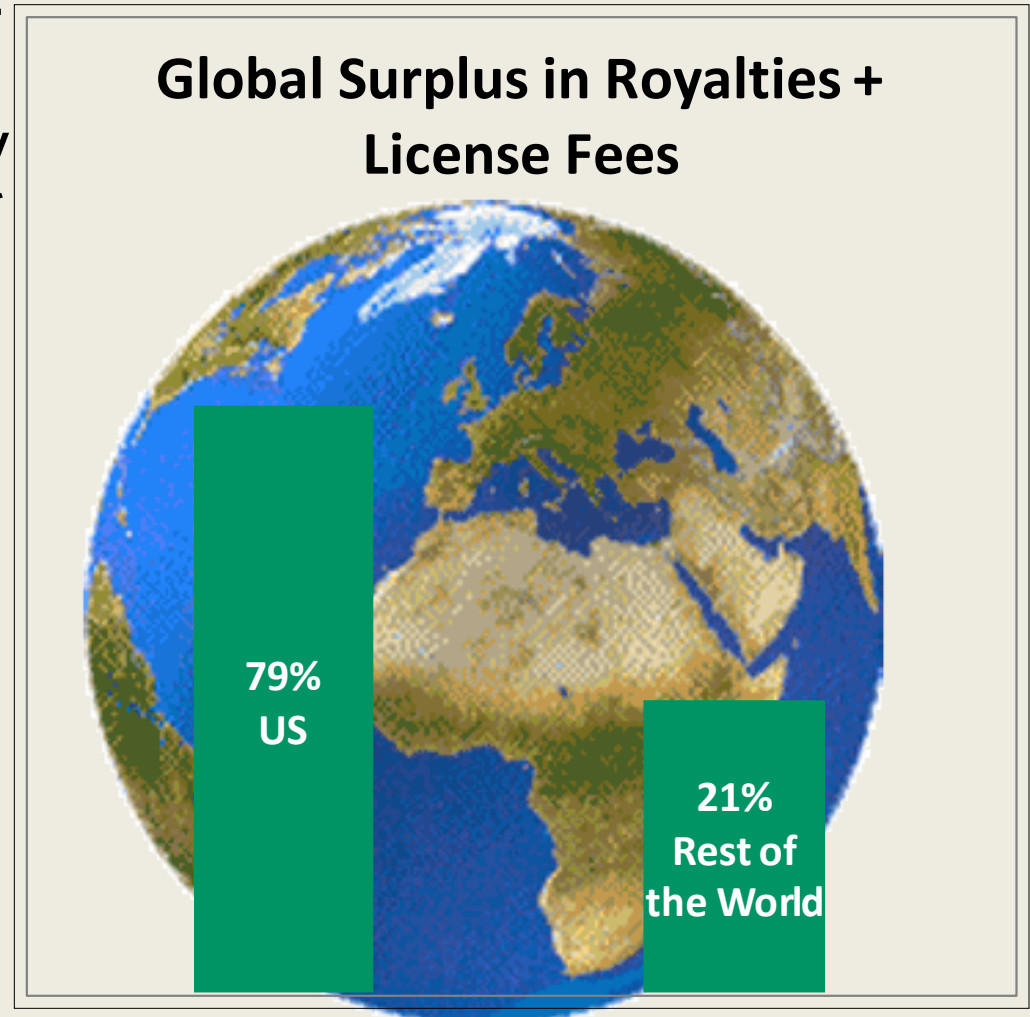 Global Surplus in Royalties +
License Fees
79%
US
21%
Rest of
the World